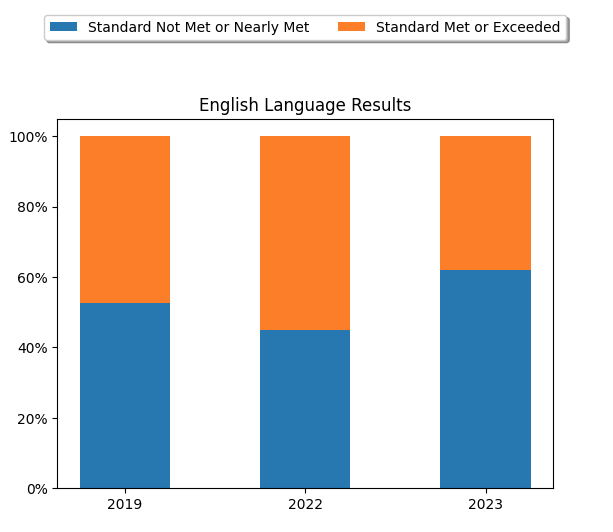 Standard Not Met or Nearly Met Standard Met or Exceeded
English Language Results
100%
80%
60%
40%
20%
0%
2019 2022 2023